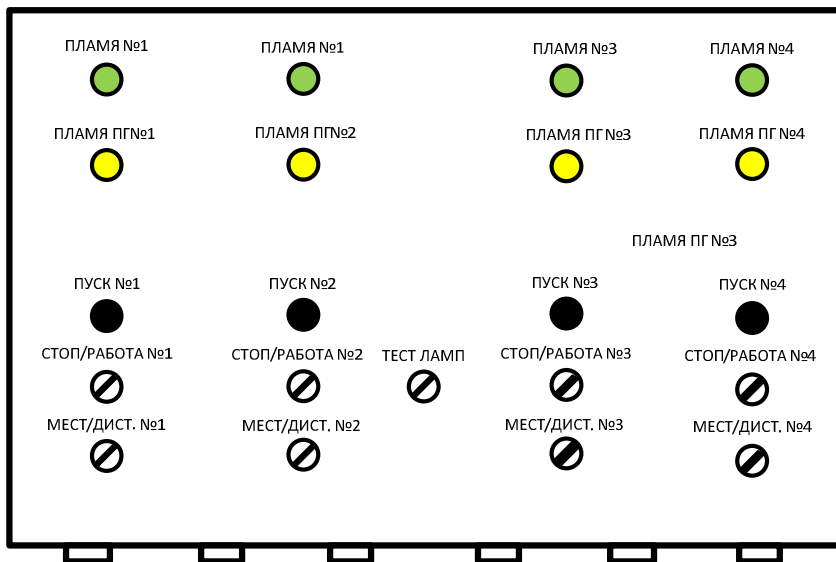 ПЛАМЯ №1 ПЛАМЯ №1 ПЛАМЯ №3 ПЛАМЯ №4
ПЛАМЯ ПГ№1 ПЛАМЯ ПГ№2 ПЛАМЯ ПГ №3 ПЛАМЯ ПГ №4
ПЛАМЯ ПГ №3
ПУСК №1 ПУСК №2 ПУСК №3 ПУСК №4
СТОП/РАБОТА №1 СТОП/РАБОТА №2 ТЕСТ ЛАМП СТОП/РАБОТА №3 СТОП/РАБОТА №4
МЕСТ/ДИСТ. №1 МЕСТ/ДИСТ. №2 МЕСТ/ДИСТ. №3 МЕСТ/ДИСТ. №4